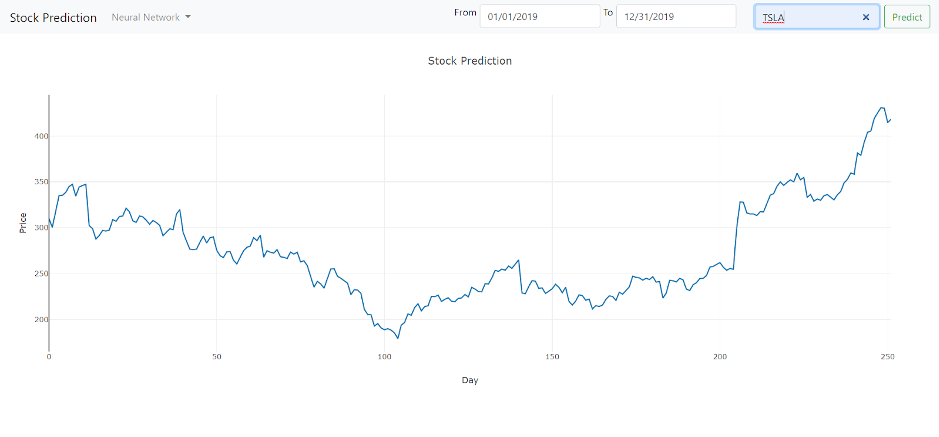 Stock Prediction Neural Network From 01/01/2019 To 12/31/2019 TSLA × Predict
Stock Prediction
400
350
300
250
200
Price
0 50 100 150 200 250
Day